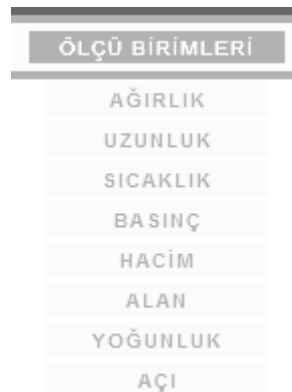 ÖLÇÜ BİRİMLERİ
AĞIRLIK
UZUNLUK
SICAKLIK
BASINÇ
HACİM
ALAN
YOĞUNLUK
AÇI